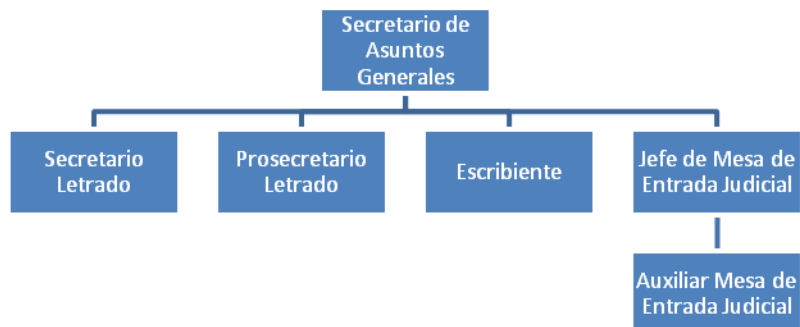 Secretario de
Asuntos
Generales
Secretario
Letrado
Prosecretario
Letrado
Escribiente
Jefe de Mesa de
Entrada Judicial
Auxiliar Mesa de
Entrada Judicial